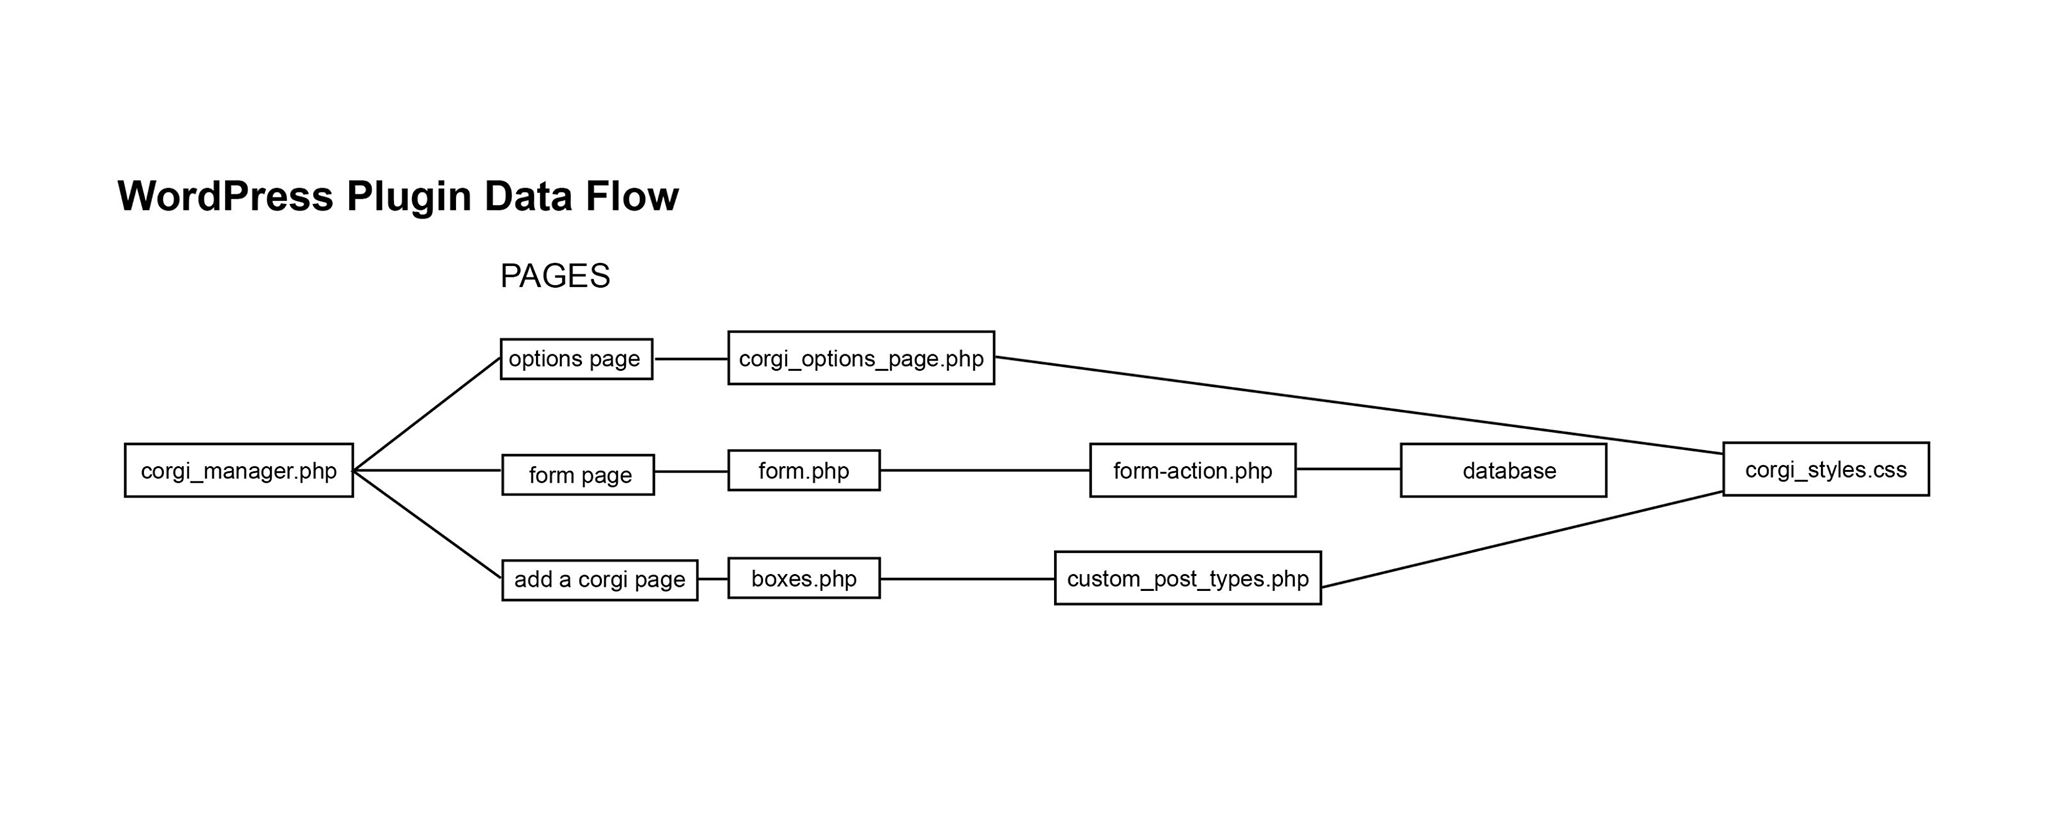 WordPress Plugin Data Flow
PAGES
options page
corgi_options_page.php
corgi_manager.php
form page
form.php
form-action.php
database
corgi_styles.css
add a corgi page
boxes.php
custom_post_types.php